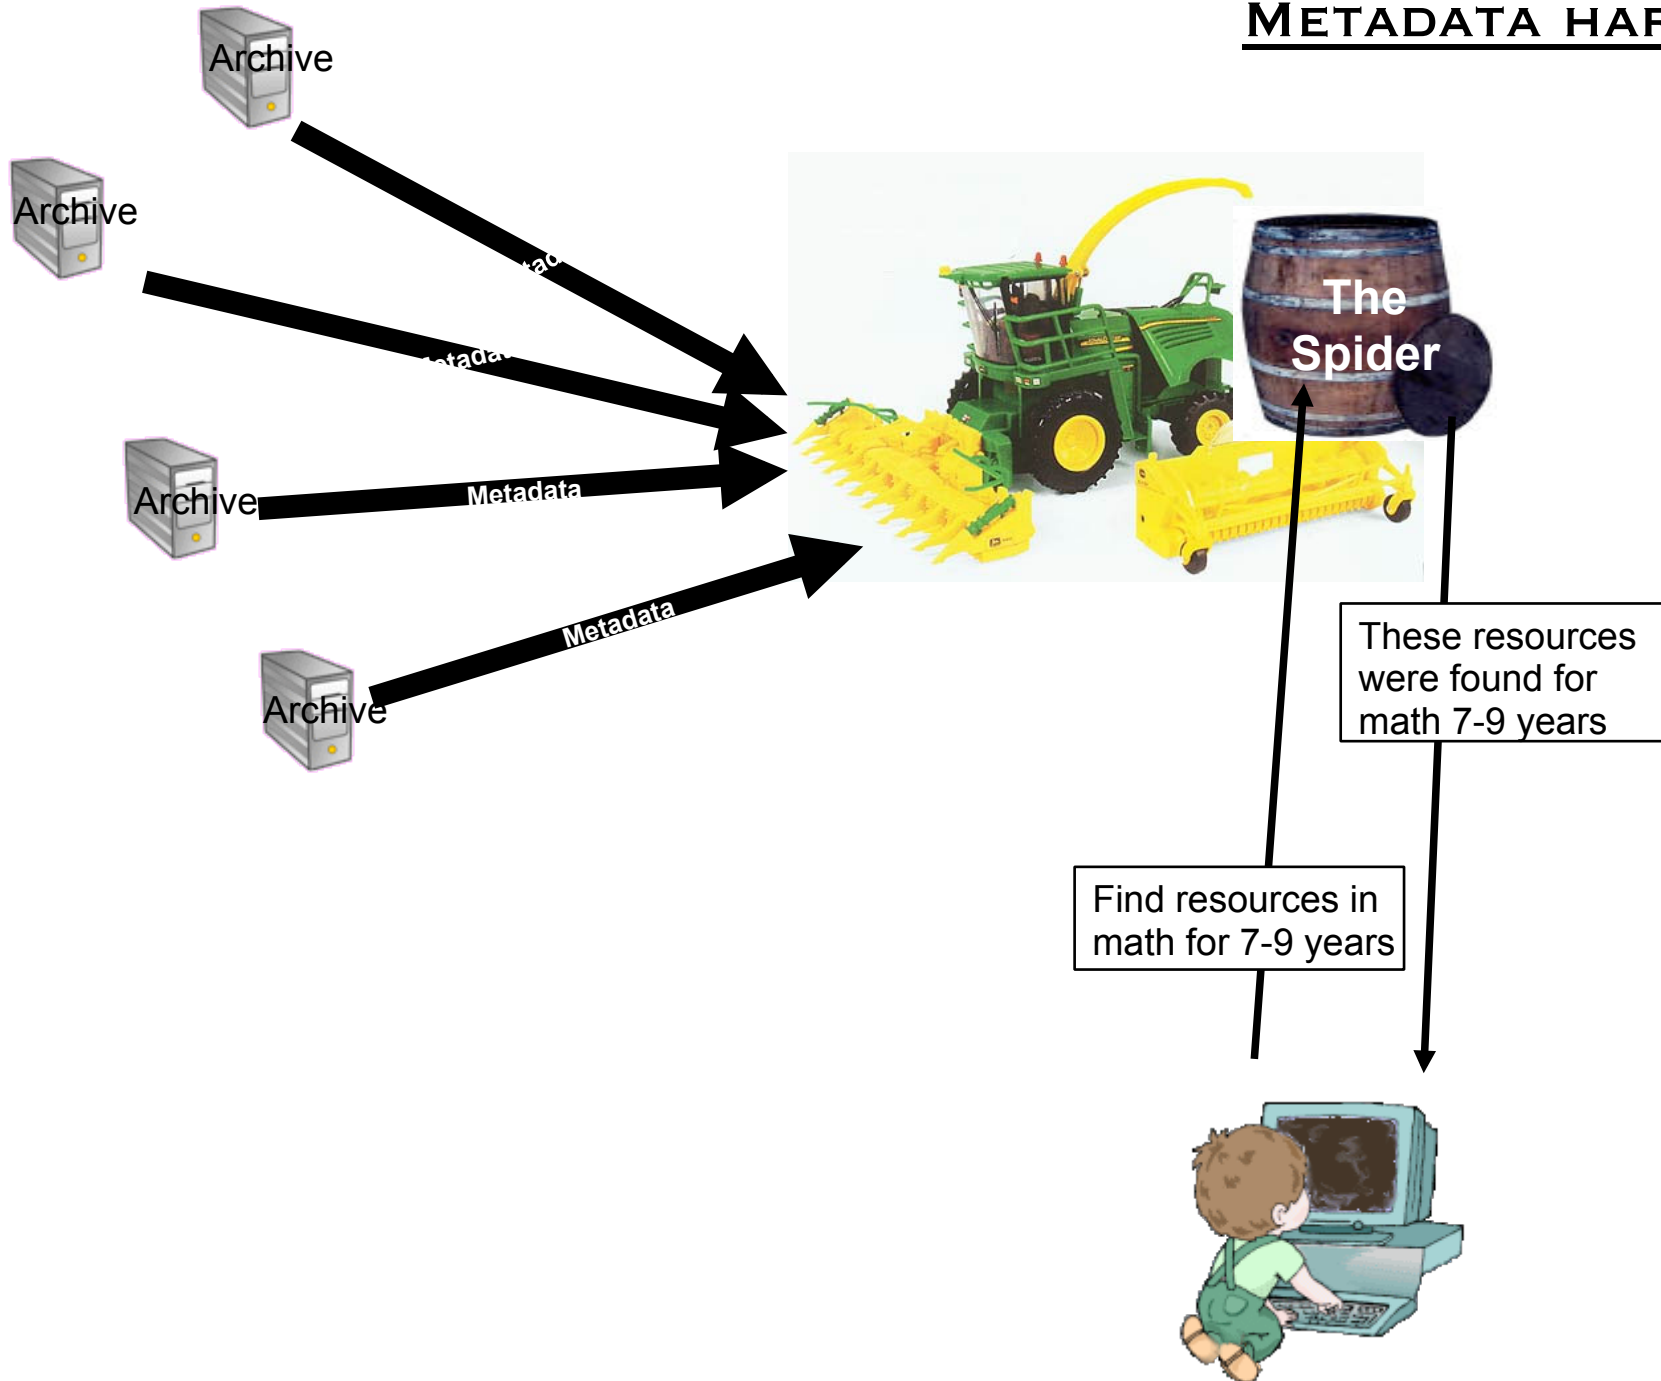 METADATA HAR
Archive
Archive
Archive
Archive
Metadata
Metadata
The
Spider
These resources
were found for
math 7-9 years
Find resources in
math for 7-9 years